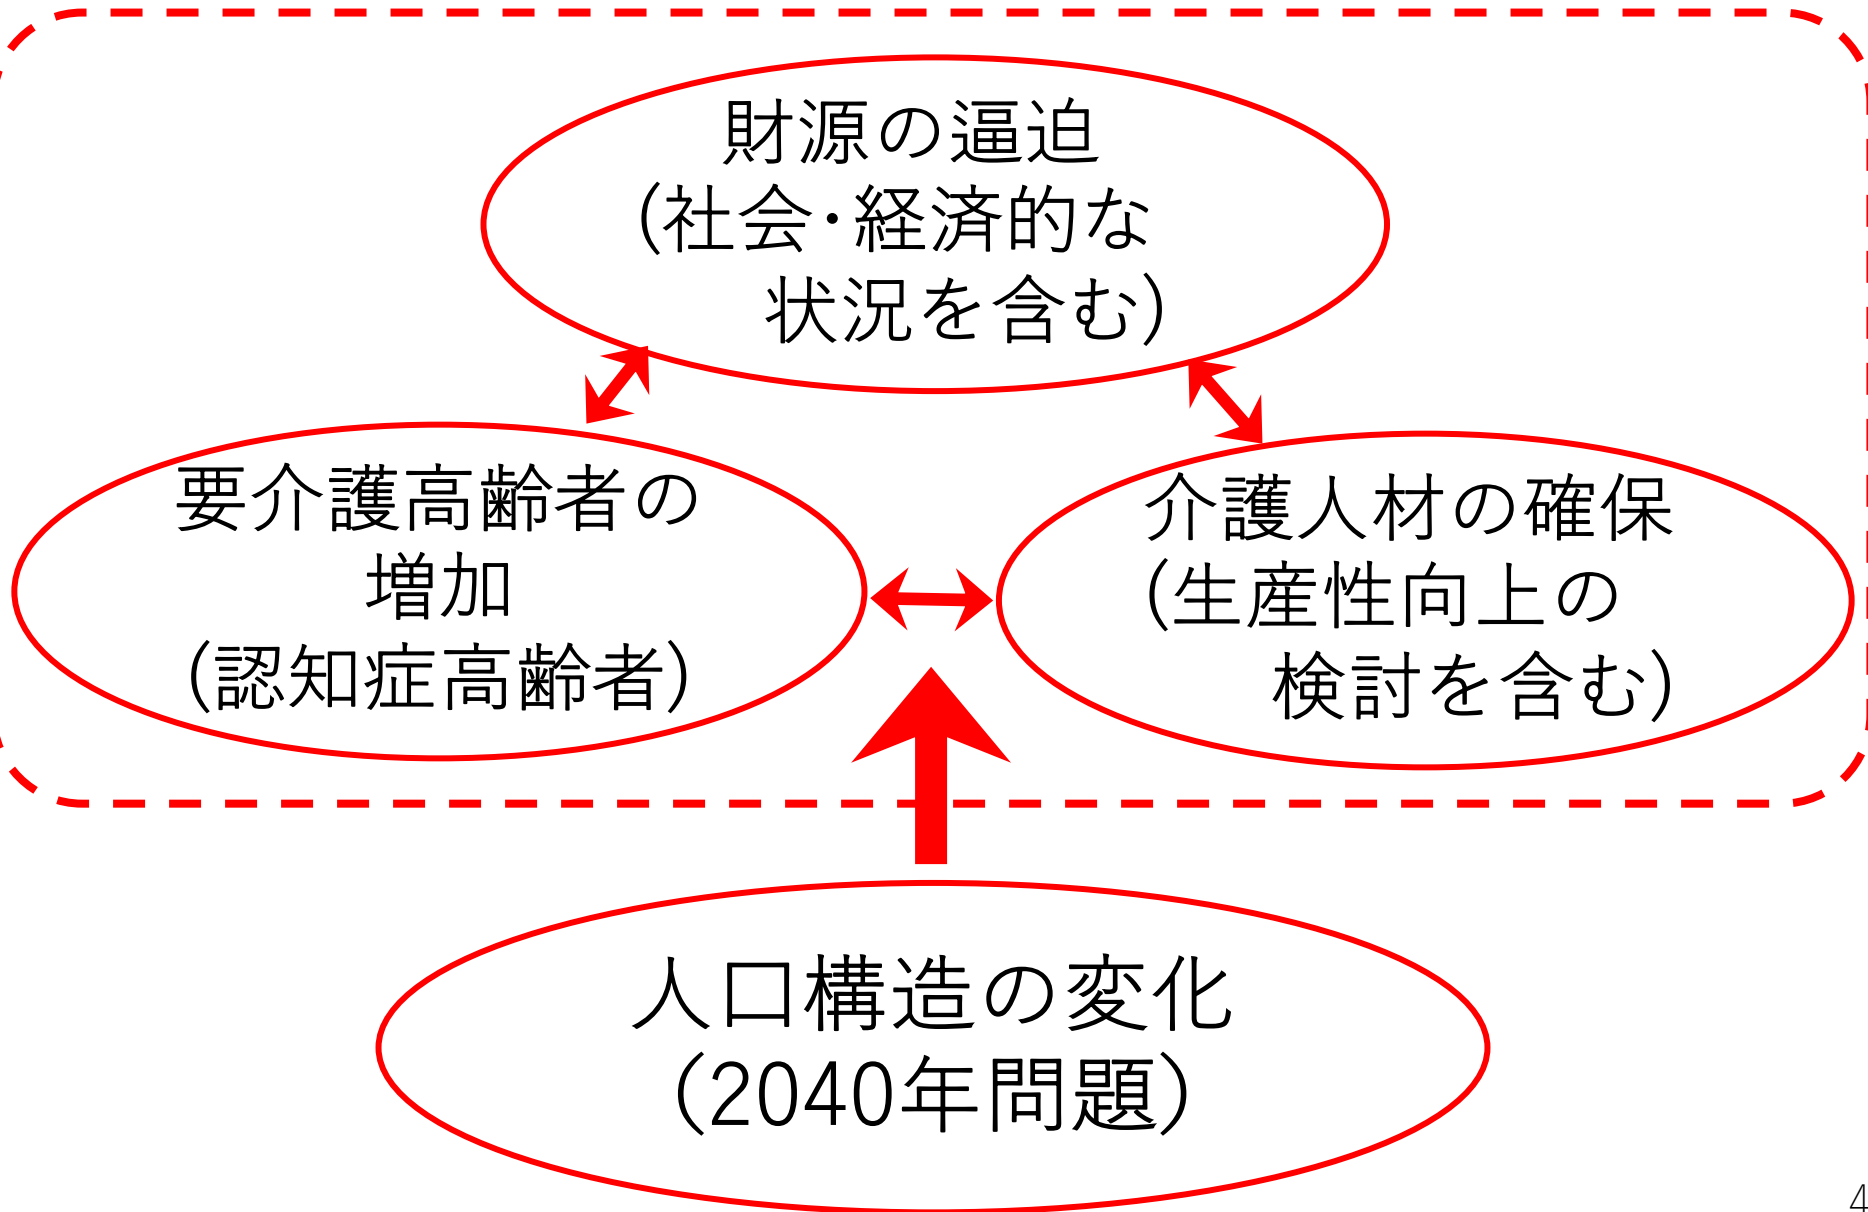 財源の逼迫
(社会･経済的な
状況を含む)
要介護高齢者の
増加
(認知症高齢者)
介護人材の確保
(生産性向上の
検討を含む)
人口構造の変化
(2040年問題)
4